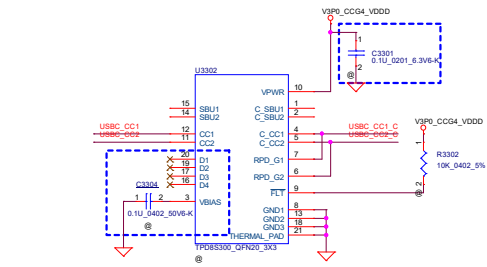 V3P0_CCG4_VDDD
1
C3301
0.1U_0201_6.3V6-K
2
@
U3302
VPWR 10
15 SBU1 C_SBU1 1
14 SBU2 C_SBU2 2
V3P0_CCG4_VDDD
USBC_CC1 12 CC1 C_CC1 4 USBC_CC1_C
USBC_CC2 11 CC2 C_CC2 5 USBC_CC2_C
1
20 D1 RPD_G1 7
19 D2
17 D3 RPD_G2 6
16 D4
R3302
10K_0402_5%
2
@
FLT 9
C3304
1 2 3 VBIAS
0.1U_0402_50V6-K
@
GND1 8
GND2 13
GND3 18
THERMAL_PAD 21
TPD8S300_QFN20_3X3
@